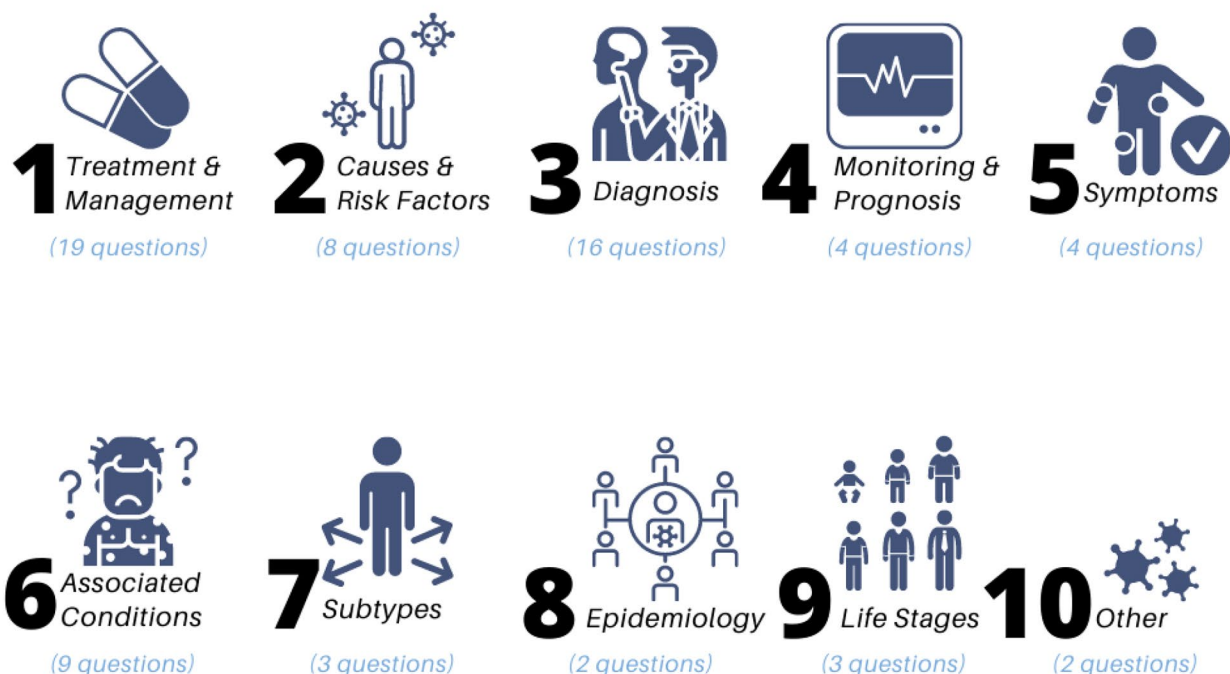 1 Treatment &
Management
(19 questions)
2 Causes &
Risk Factors
(8 questions)
3 Diagnosis
(16 questions)
4 Monitoring &
Prognosis
(4 questions)
5 Symptoms
(4 questions)
? ?
6 Associated
Conditions
(9 questions)
7 Subtypes
(3 questions)
8 Epidemiology
(2 questions)
9 Life Stages
(3 questions)
10 Other
(2 questions)